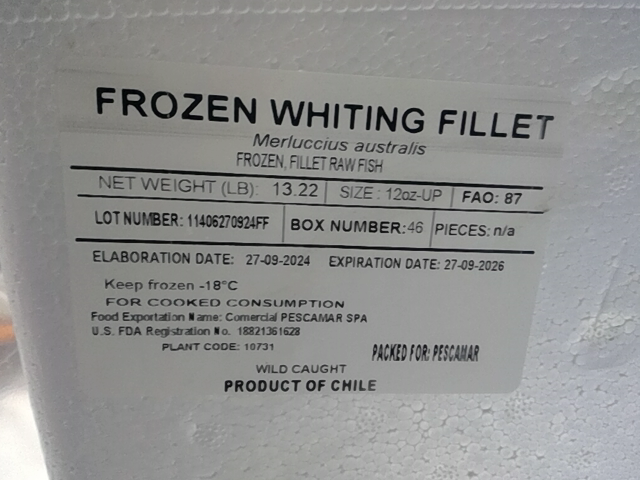 FROZEN WHITING FILLET
Merluccius australis
FROZEN, FILLET RAW FISH
NET WEIGHT (LB): 13.22 SIZE : 12oz-UP FAO: 87
LOT NUMBER: 11406270924FF BOX NUMBER:46 PIECES: n/a
ELABORATION DATE: 27-09-2024 EXPIRATION DATE: 27-09-2026
Keep frozen -18°C
FOR COOKED CONSUMPTION
Food Exportation Name: Comercial PESCAMAR SPA
U.S. FDA Registration No. 18821361628
PLANT CODE: 10731
PACKED FOR: PESCAMAR
WILD CAUGHT
PRODUCT OF CHILE